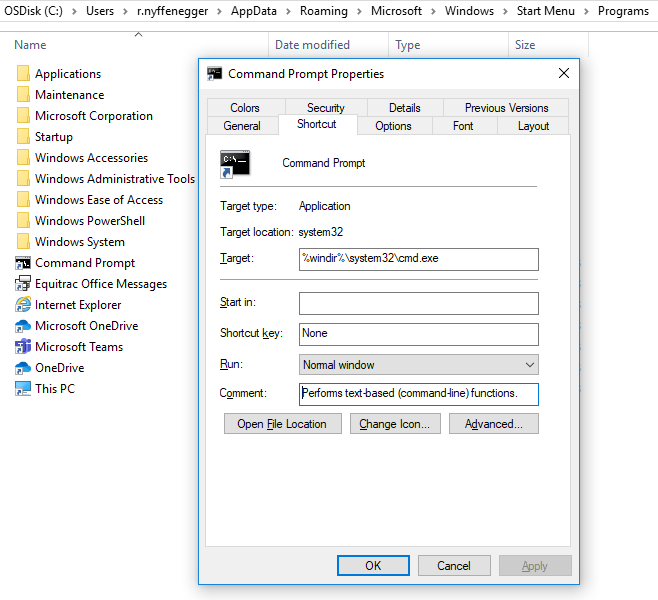 OSDisk (C:) > Users > r.nyffenegger > AppData > Roaming > Microsoft > Windows > Start Menu > Programs
Name Date modified Type Size
Applications
Maintenance
Microsoft Corporation
Startup
Windows Accessories
Windows Administrative Tools
Windows Ease of Access
Windows PowerShell
Windows System
Command Prompt
Equitrac Office Messages
Internet Explorer
Microsoft OneDrive
Microsoft Teams
OneDrive
This PC
Command Prompt Properties
Colors Security Details Previous Versions
General Shortcut Options Font Layout
C:\_
Command Prompt
Target type: Application
Target location: system32
Target: %windir%\system32\cmd.exe
Start in:
Shortcut key: None
Run: Normal window
Comment: Performs text-based (command-line) functions.
Open File Location Change Icon... Advanced...
OK Cancel Apply